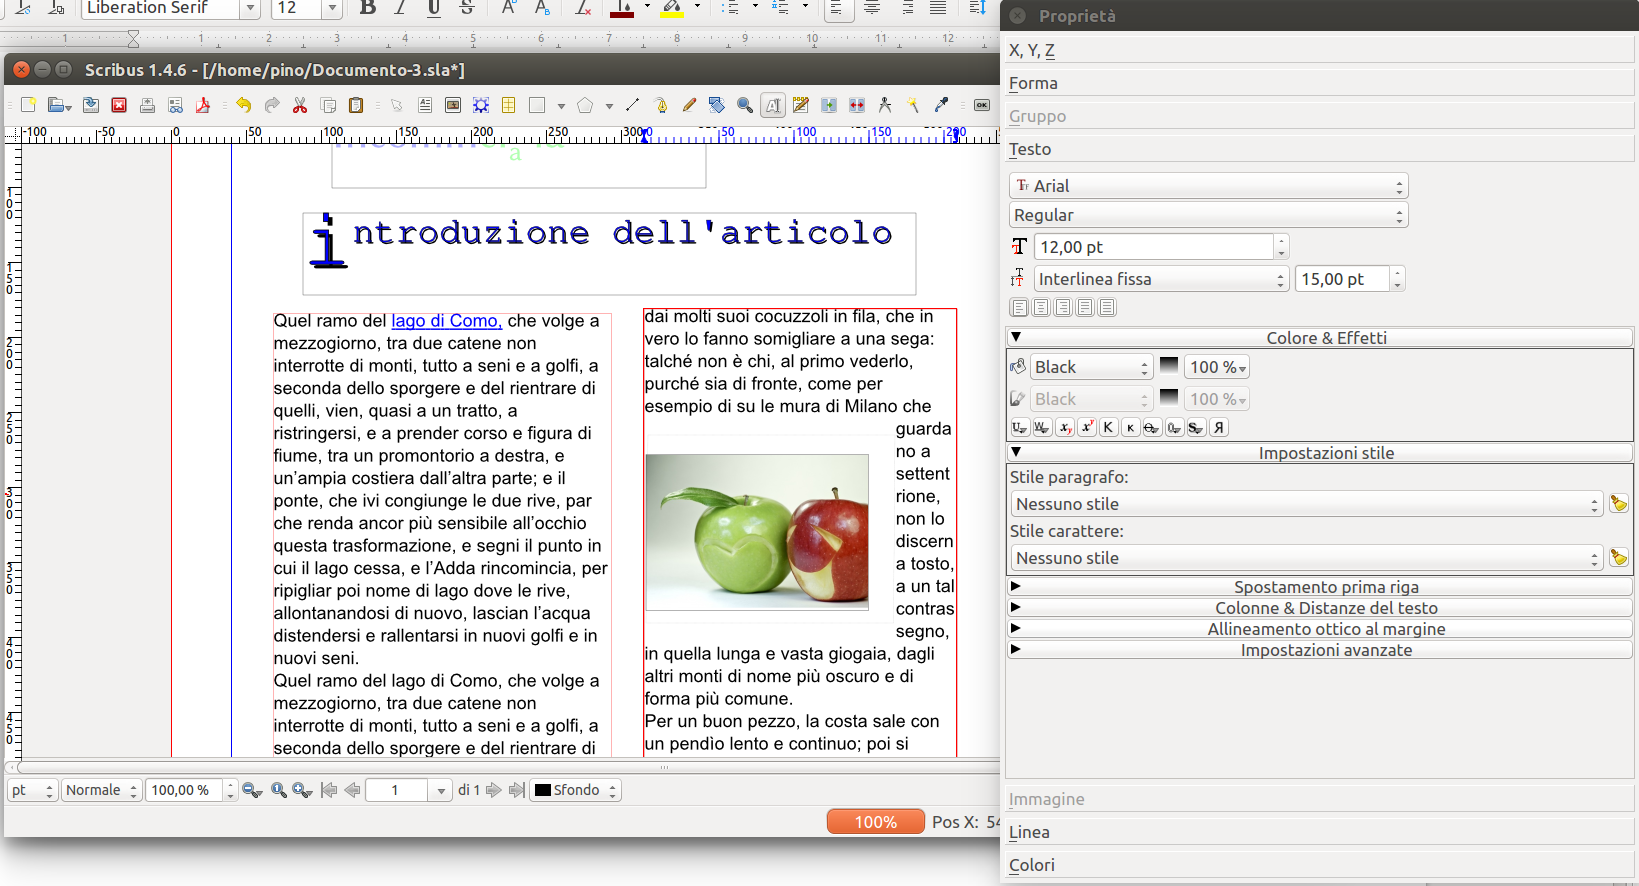 Liberation Serif 12
1 1 2 3 4 5 6 7 8 9 10 11 12
Scribus 1.4.6 - [/home/pino/Documento-3.sla*]
-100 -50 0 50 100 150 200 250 300 0 50 100 150 200
ntroduzione dell'articolo
i
Quel ramo del lago di Como, che volge a
mezzogiorno, tra due catene non
interrotte di monti, tutto a seni e a golfi, a
seconda dello sporgere e del rientrare di
quelli, vien, quasi a un tratto, a
ristringersi, e a prender corso e figura di
fiume, tra un promontorio a destra, e
un'ampia costiera dall'altra parte; e il
ponte, che ivi congiunge le due rive, par
che renda ancor più sensibile all'occhio
questa trasformazione, e segni il punto in
cui il lago cessa, e l'Adda rincomincia, per
ripigliar poi nome di lago dove le rive,
allontanandosi di nuovo, lascian l'acqua
distendersi e rallentarsi in nuovi golfi e in
nuovi seni.
Quel ramo del lago di Como, che volge a
mezzogiorno, tra due catene non
interrotte di monti, tutto a seni e a golfi, a
seconda dello sporgere e del rientrare di
dai molti suoi cocuzzoli in fila, che in
vero lo fanno somigliare a una sega:
talché non è chi, al primo vederlo,
purché sia di fronte, come per
esempio di su le mura di Milano che
guarda
no a
settent
rione,
non lo
discern
a tosto,
a un tal
contras
segno,
in quella lunga e vasta giogaia, dagli
altri monti di nome più oscuro e di
forma più comune.
Per un buon pezzo, la costa sale con
un pendìo lento e continuo; poi si
pt Normale 100,00 % 1 di 1 Sfondo
100% Pos X: 54
Proprietà
X, Y, Z
Forma
Gruppo
Testo
Arial
Regular
12,00 pt
Interlinea fissa 15,00 pt
Colore & Effetti
Black 100 %
Black 100 %
Impostazioni stile
Stile paragrafo:
Nessuno stile
Stile carattere:
Nessuno stile
Spostamento prima riga
Colonne & Distanze del testo
Allineamento ottico al margine
Impostazioni avanzate
Immagine
Linea
Colori